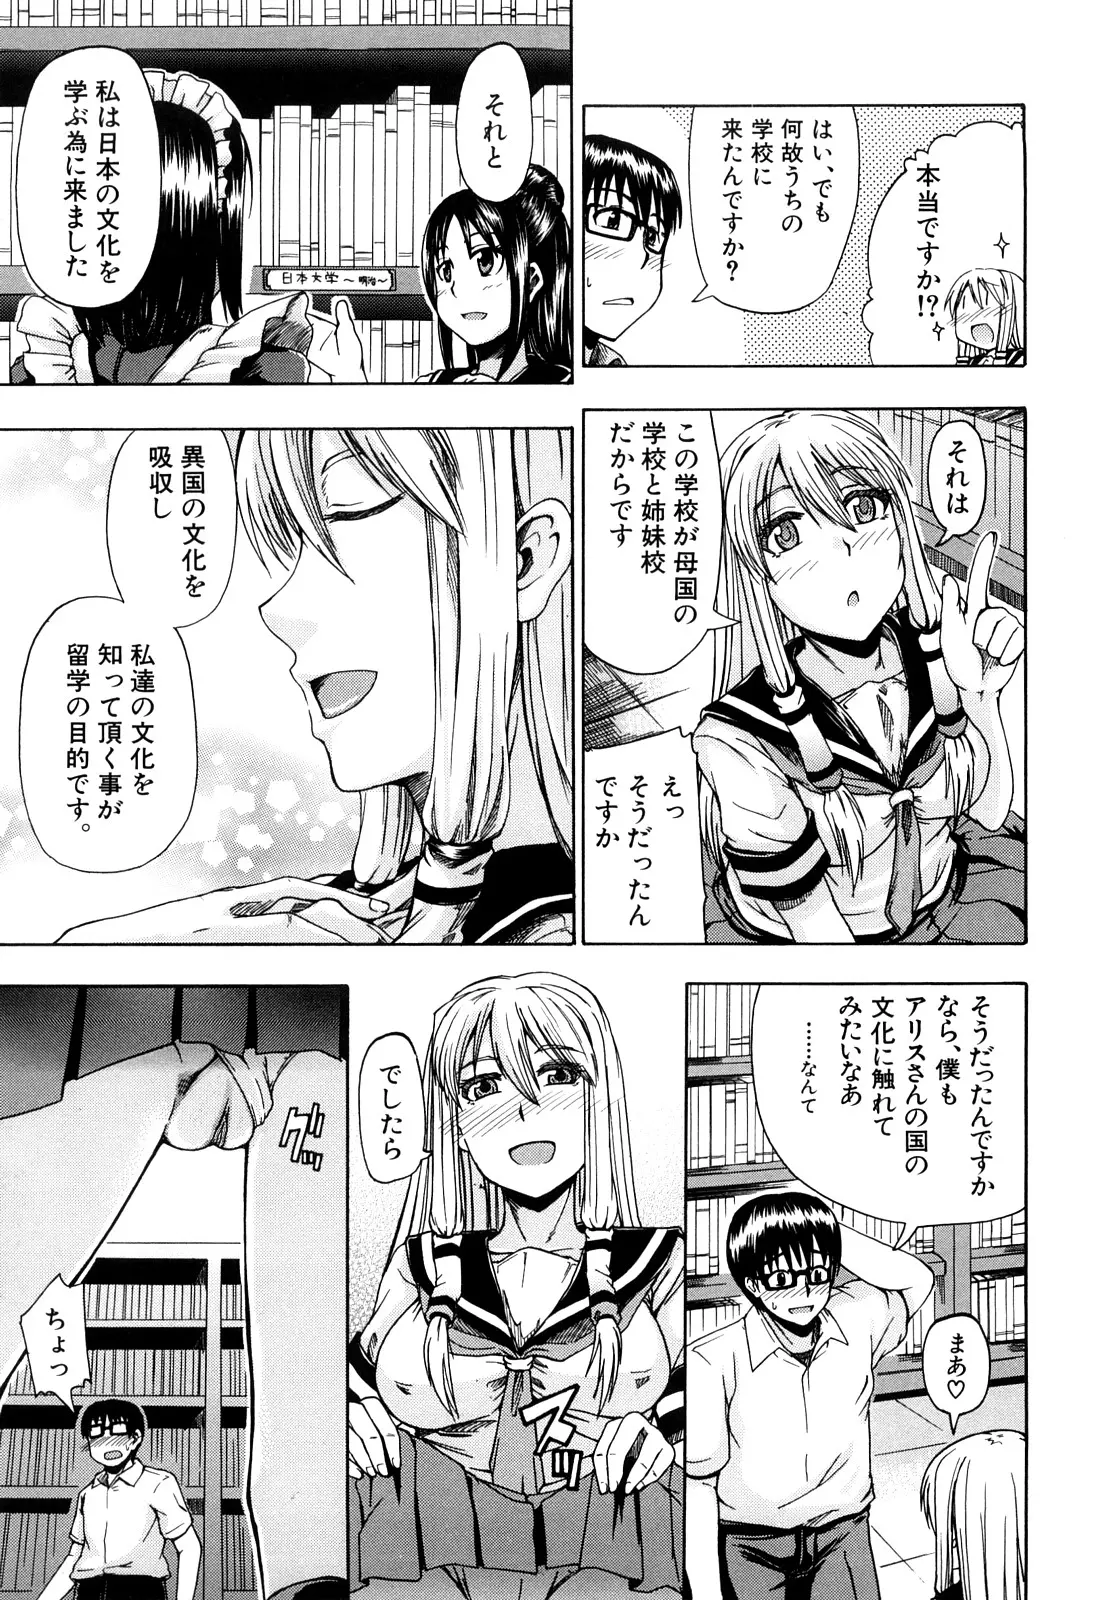 本当ですか!?
はい、でも
何故うちの
学校に
来たんですか？
それと
私は日本の文化を
学ぶ為に来ました
日本大学〜明治〜
それは
この学校が母国の
学校と姉妹校
だからです
えっ
そうだったん
ですか
異国の文化を
吸収し
私達の文化を
知って頂く事が
留学の目的です。
そうだったんですか
なら、僕も
アリスさんの国の
文化に触れて
みたいなあ
……なんて
まあ♡
でしたら
スッ
グッ
ちょっ